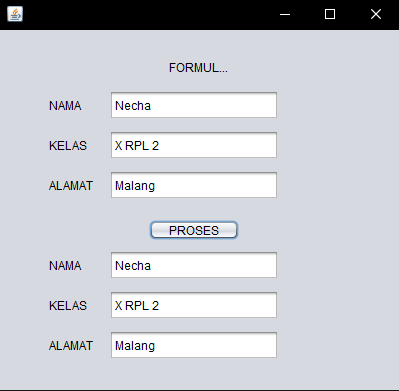 FORMUL...
NAMA Necha
KELAS X RPL 2
ALAMAT Malang
PROSES
NAMA Necha
KELAS X RPL 2
ALAMAT Malang